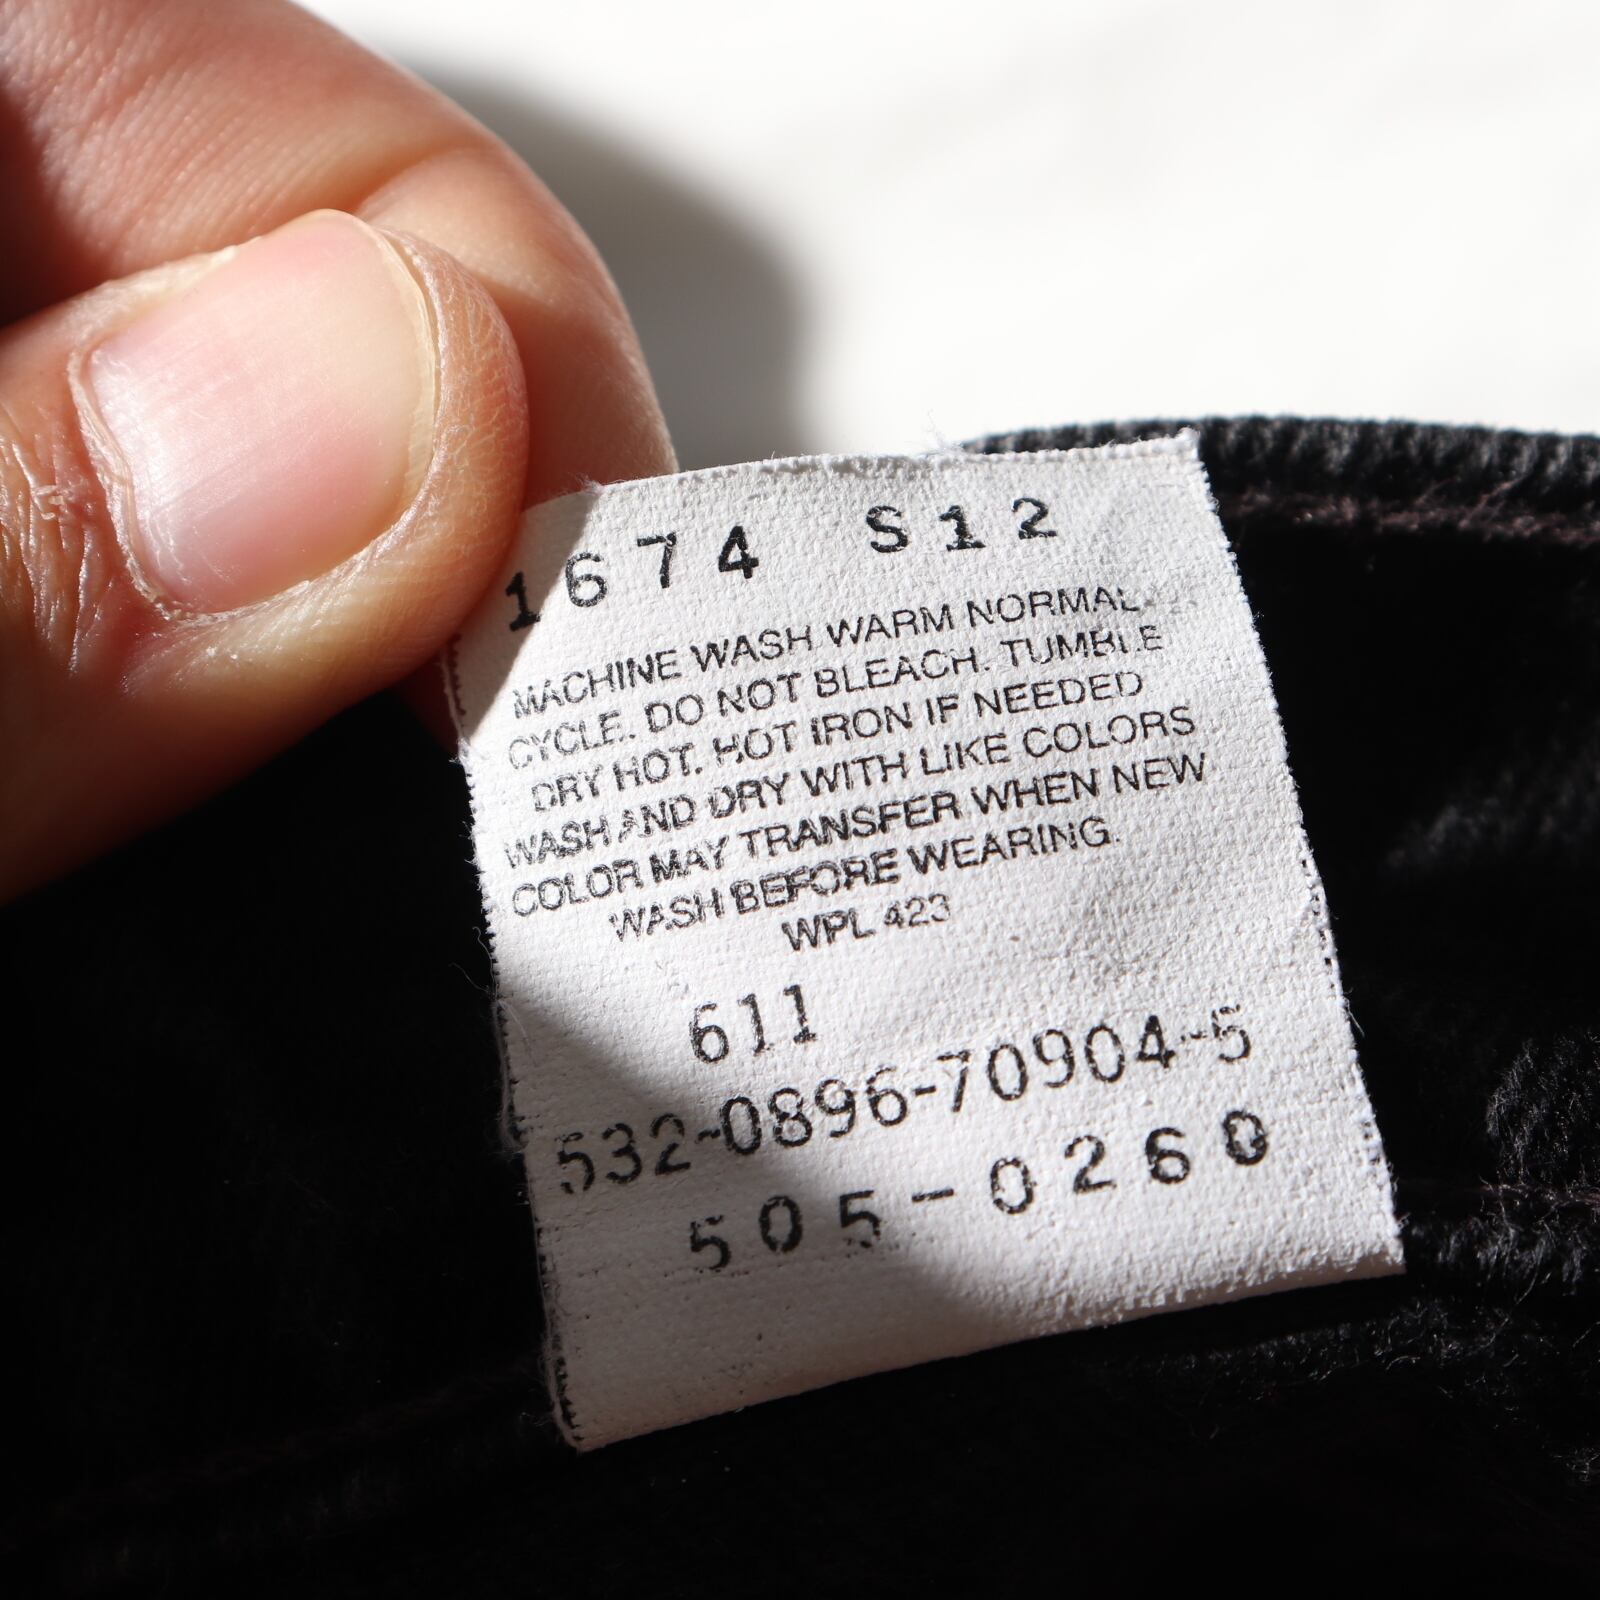 1674 S12
MACHINE WASH WARM NORMAL
CYCLE. DO NOT BLEACH. TUMBLE
DRY HOT. HOT IRON IF NEEDED
WASH AND DRY WITH LIKE COLORS
COLOR MAY TRANSFER WHEN NEW
WASH BEFORE WEARING.
WPL 423
611
532-0896-70904-5
505-0260